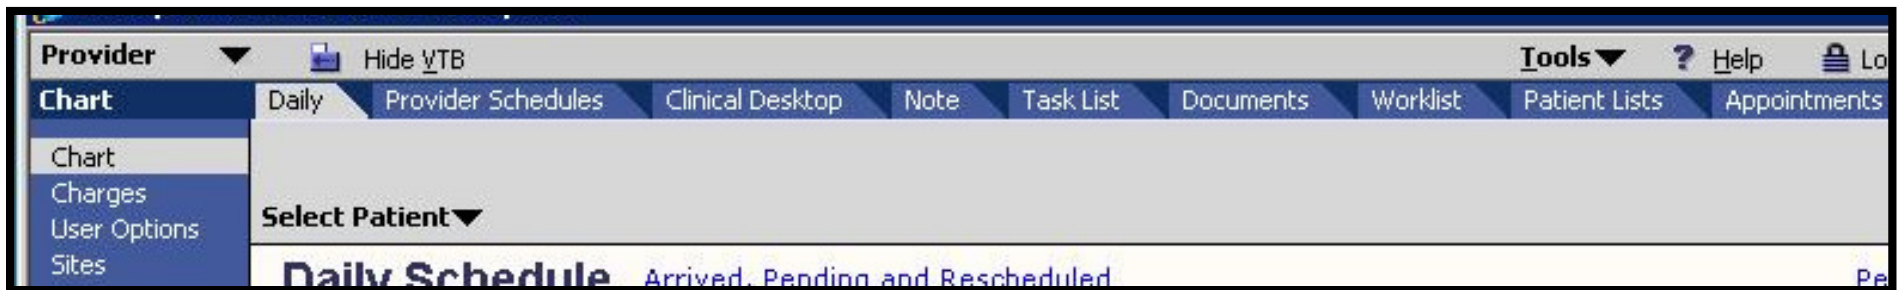 Provider Hide VTB Tools ? Help
Chart Daily Provider Schedules Clinical Desktop Note Task List Documents Worklist Patient Lists Appointments
Chart
Charges
Select Patient
User Options
Sites
Daily Schedule Arrived, Pending and Rescheduled